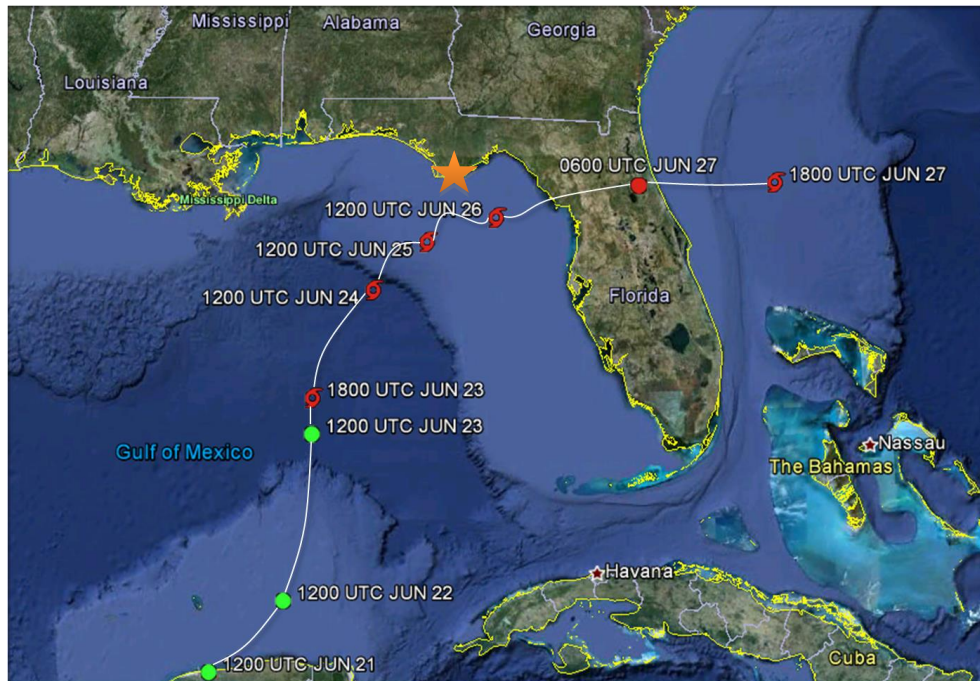 Mississippi
Alabama
Georgia
Louisiana
0600 UTC JUN 27
1800 UTC JUN 27
Mississippi Delta
1200 UTC JUN 26
1200 UTC JUN 25
1200 UTC JUN 24
Florida
1800 UTC JUN 23
1200 UTC JUN 23
Gulf of Mexico
Nassau
The Bahamas
Havana
1200 UTC JUN 22
1200 UTC JUN 21
Cuba